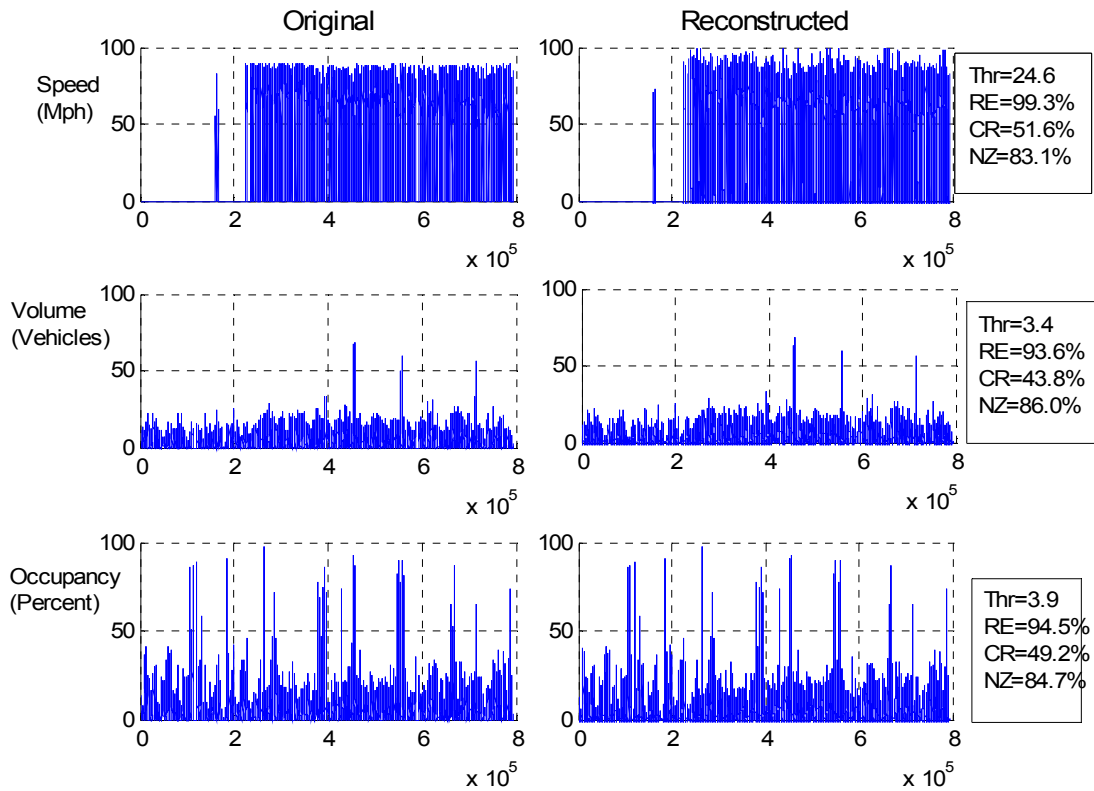 Original
Reconstructed
Speed
(Mph)
100
50
0
0 2 4 6 8
x 10^5
100
50
0
0 2 4 6 8
x 10^5
Thr=24.6
RE=99.3%
CR=51.6%
NZ=83.1%
Volume
(Vehicles)
100
50
0
0 2 4 6 8
x 10^5
100
50
0
0 2 4 6 8
x 10^5
Thr=3.4
RE=93.6%
CR=43.8%
NZ=86.0%
Occupancy
(Percent)
100
50
0
0 2 4 6 8
x 10^5
100
50
0
0 2 4 6 8
x 10^5
Thr=3.9
RE=94.5%
CR=49.2%
NZ=84.7%